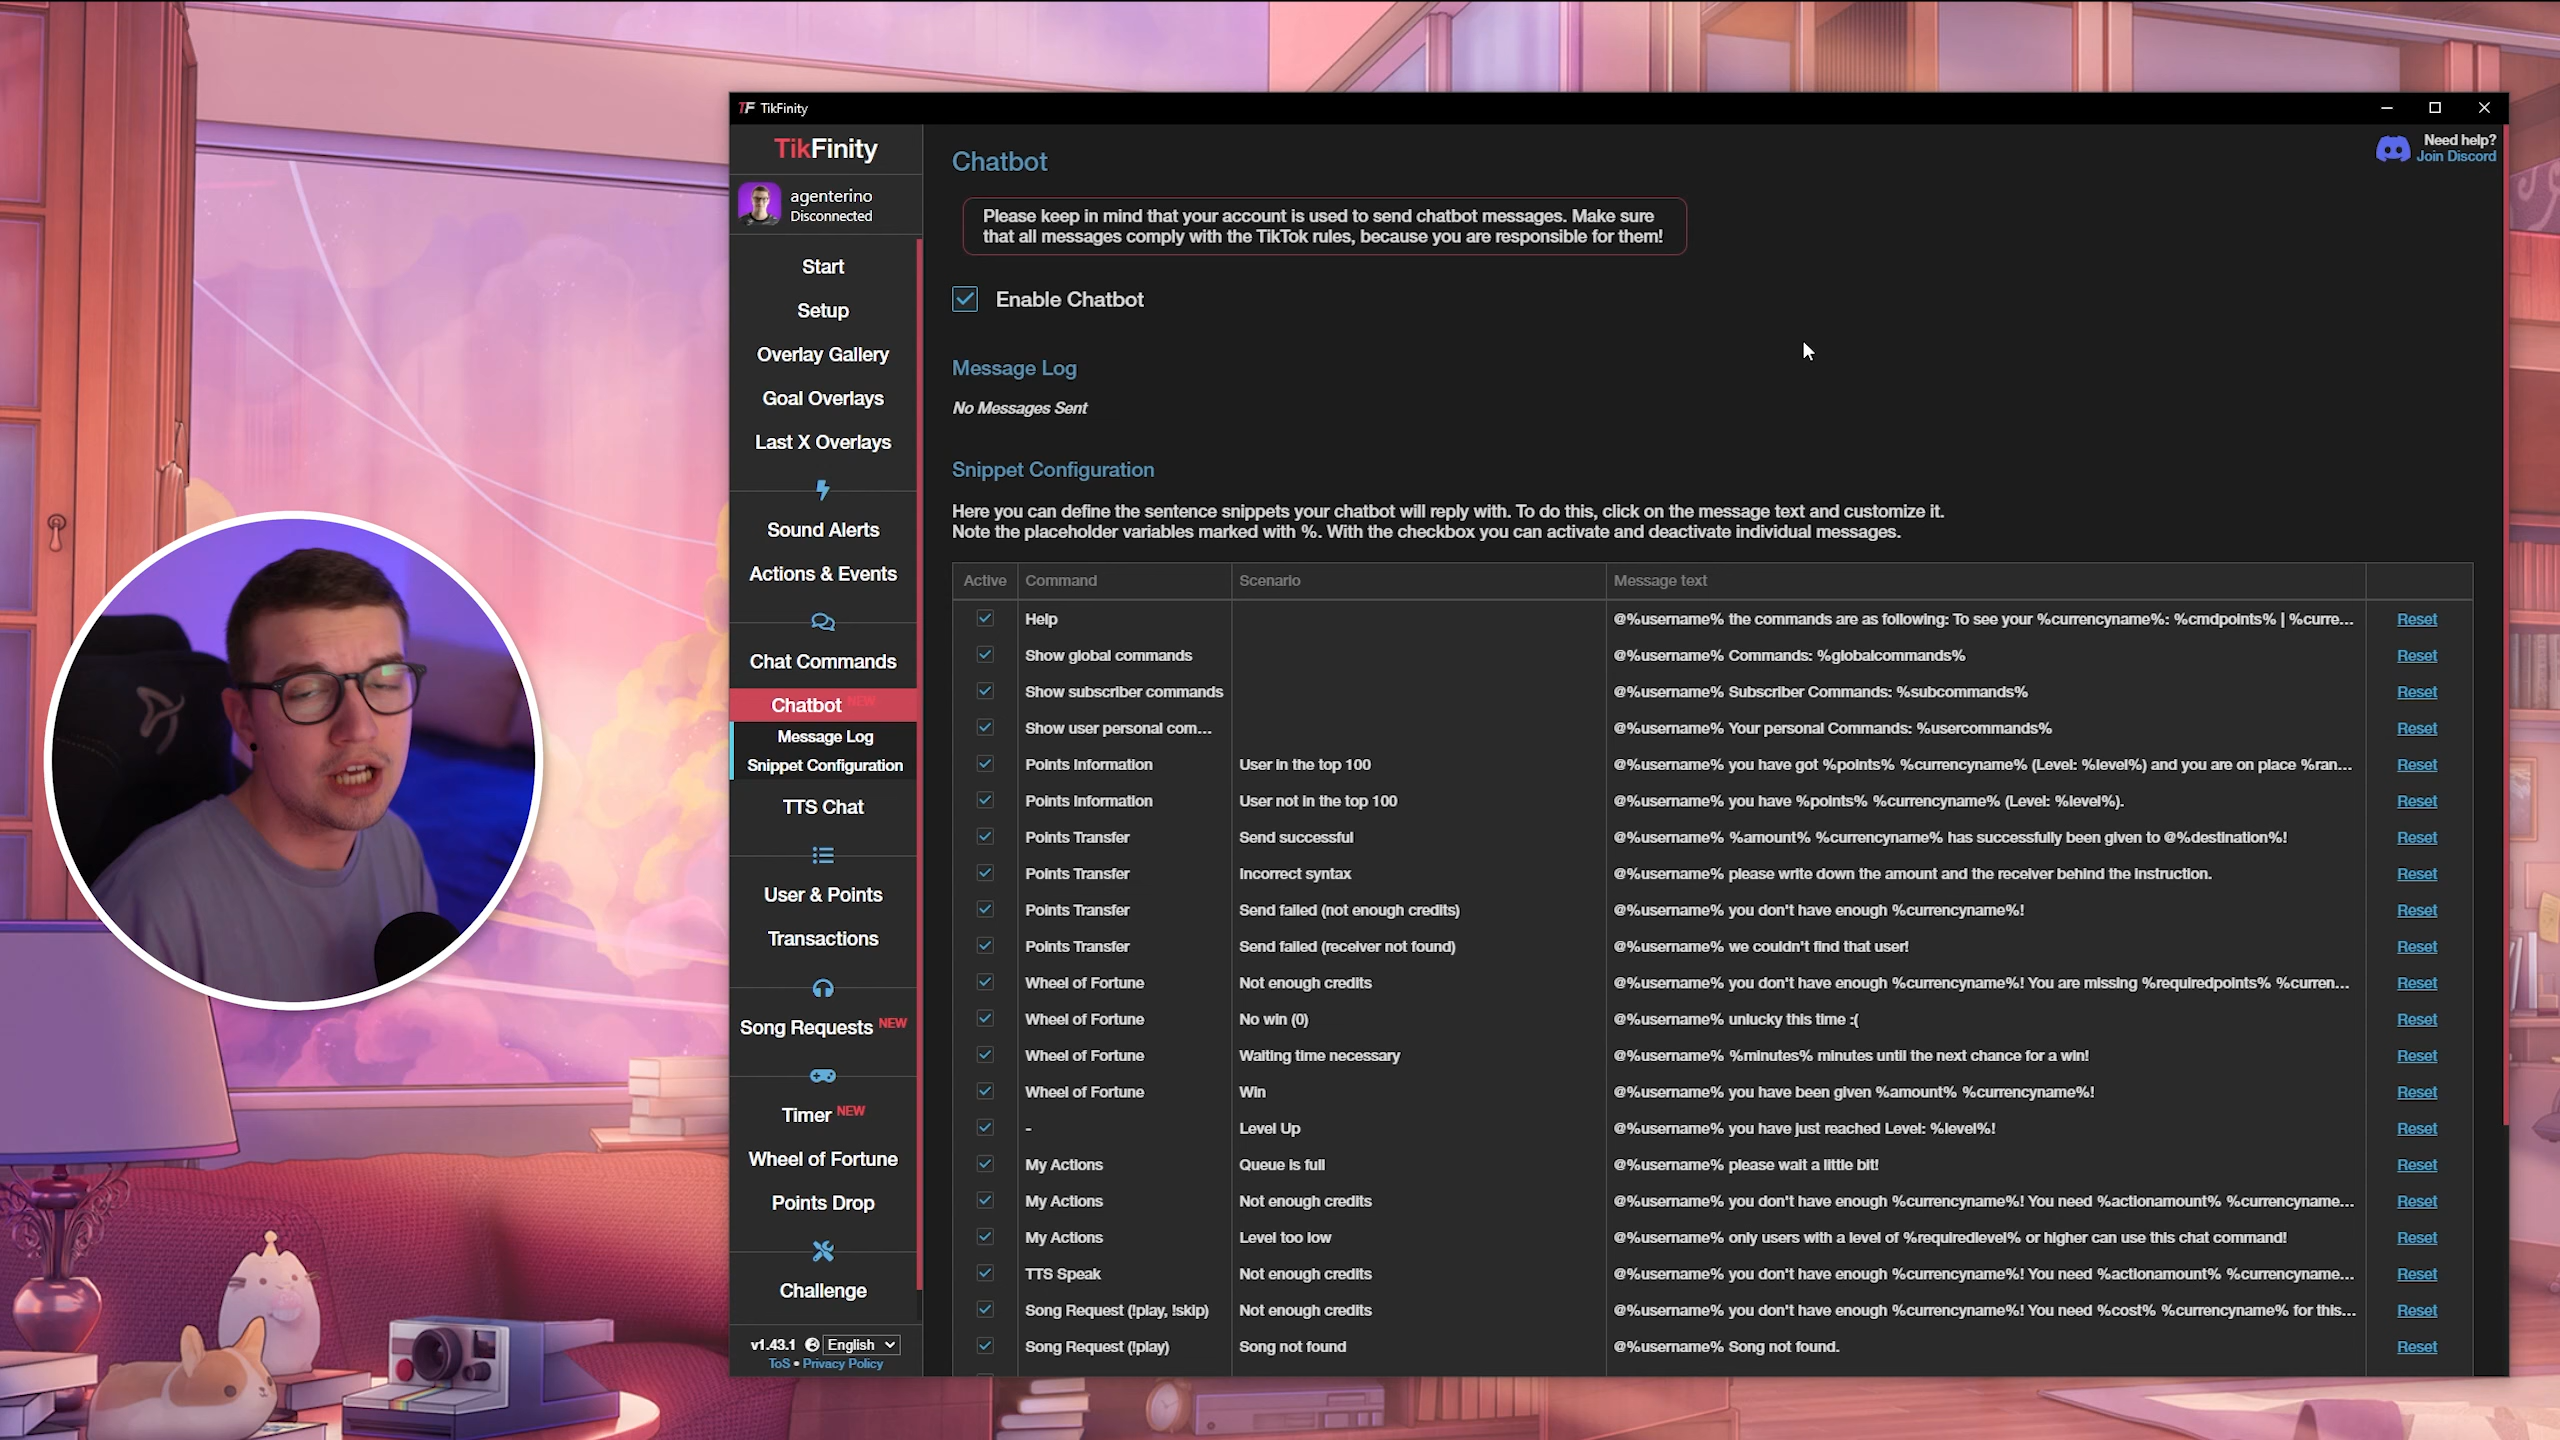 TF TikFinity
TikFinity
agenterino
Disconnected
Start
Setup
Overlay Gallery
Goal Overlays
Last X Overlays
Sound Alerts
Actions & Events
Chat Commands
Chatbot NEW
Message Log
Snippet Configuration
TTS Chat
User & Points
Transactions
Song Requests NEW
Timer NEW
Wheel of Fortune
Points Drop
Challenge
v1.43.1 English
ToS • Privacy Policy
Need help?
Join Discord
Chatbot
Please keep in mind that your account is used to send chatbot messages. Make sure
that all messages comply with the TikTok rules, because you are responsible for them!
Enable Chatbot
Message Log
No Messages Sent
Snippet Configuration
Here you can define the sentence snippets your chatbot will reply with. To do this, click on the message text and customize it.
Note the placeholder variables marked with %. With the checkbox you can activate and deactivate individual messages.
Active Command Scenario Message text
Help @%username% the commands are as following: To see your %currencyname%: %cmdpoints% | %curre... Reset
Show global commands @%username% Commands: %globalcommands% Reset
Show subscriber commands @%username% Subscriber Commands: %subcommands% Reset
Show user personal com... @%username% Your personal Commands: %usercommands% Reset
Points Information User in the top 100 @%username% you have got %points% %currencyname% (Level: %level%) and you are on place %ran... Reset
Points Information User not in the top 100 @%username% you have %points% %currencyname% (Level: %level%). Reset
Points Transfer Send successful @%username% %amount% %currencyname% has successfully been given to @%destination%! Reset
Points Transfer Incorrect syntax @%username% please write down the amount and the receiver behind the instruction. Reset
Points Transfer Send failed (not enough credits) @%username% you don't have enough %currencyname%! Reset
Points Transfer Send failed (receiver not found) @%username% we couldn't find that user! Reset
Wheel of Fortune Not enough credits @%username% you don't have enough %currencyname%! You are missing %requiredpoints% %curren... Reset
Wheel of Fortune No win (0) @%username% unlucky this time :( Reset
Wheel of Fortune Waiting time necessary @%username% %minutes% minutes until the next chance for a win! Reset
Wheel of Fortune Win @%username% you have been given %amount% %currencyname%! Reset
- Level Up @%username% you have just reached Level: %level%! Reset
My Actions Queue is full @%username% please wait a little bit! Reset
My Actions Not enough credits @%username% you don't have enough %currencyname%! You need %actionamount% %currencyname... Reset
My Actions Level too low @%username% only users with a level of %requiredlevel% or higher can use this chat command! Reset
TTS Speak Not enough credits @%username% you don't have enough %currencyname%! You need %actionamount% %currencyname... Reset
Song Request (!play, !skip) Not enough credits @%username% you don't have enough %currencyname%! You need %cost% %currencyname% for this... Reset
Song Request (!play) Song not found @%username% Song not found. Reset